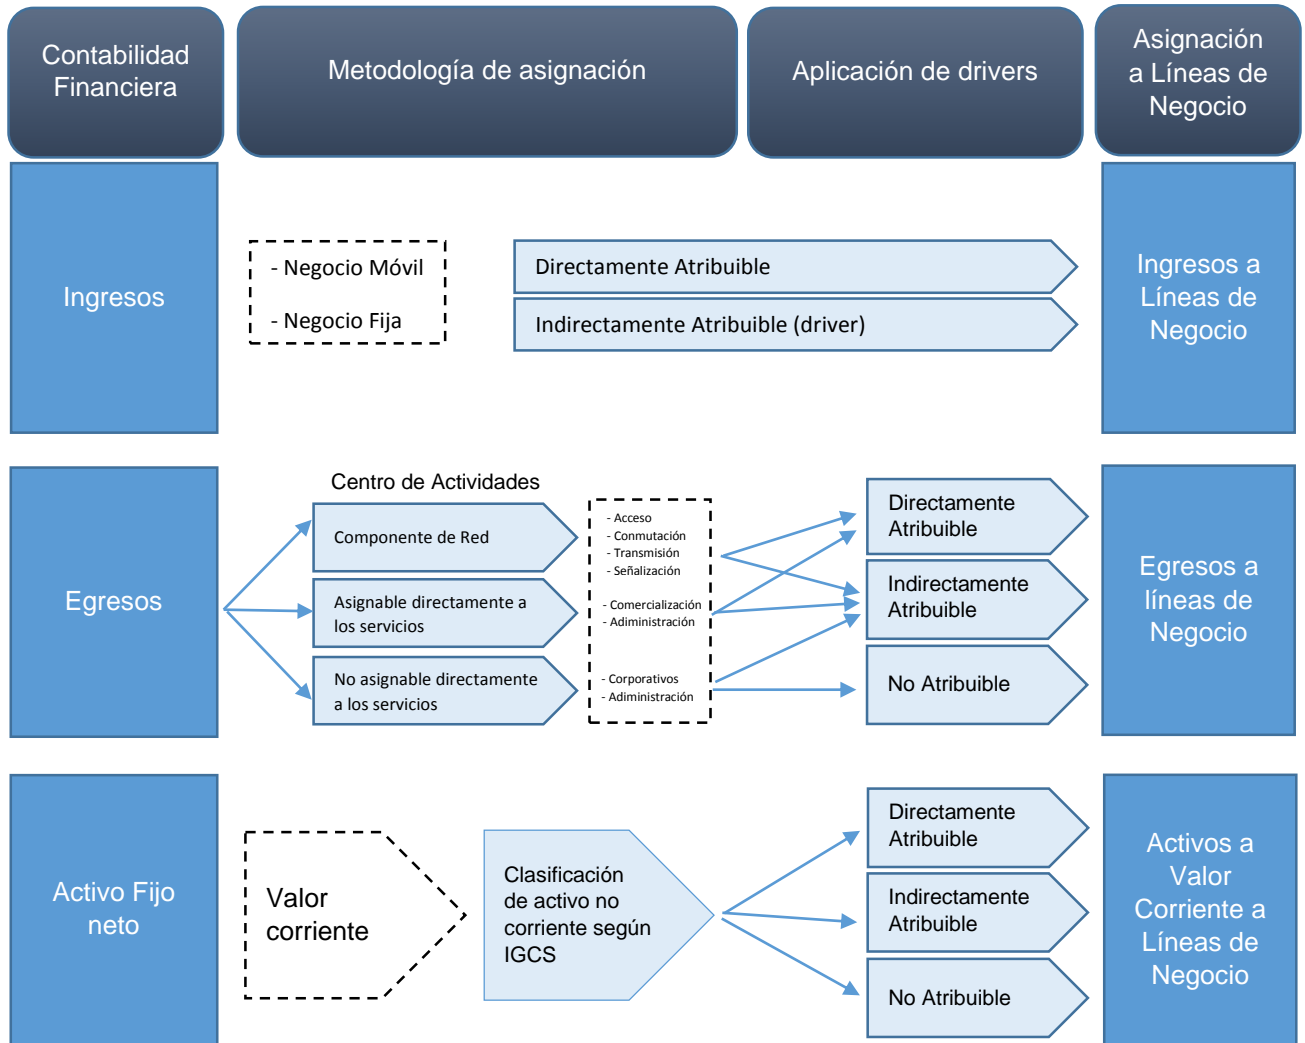 Contabilidad
Financiera
Metodología de asignación
Aplicación de drivers
Asignación
a Líneas de
Negocio
Ingresos
- Negocio Móvil
- Negocio Fija
Directamente Atribuible
Indirectamente Atribuible (driver)
Ingresos a
Líneas de
Negocio
Egresos
Centro de Actividades
Componente de Red
Asignable directamente a
los servicios
No asignable directamente
a los servicios
- Acceso
- Conmutación
- Transmisión
- Señalización
- Comercialización
- Adiministración
- Corporativos
- Adiministración
Directamente
Atribuible
Indirectamente
Atribuible
No Atribuible
Egresos a
líneas de
Negocio
Activo Fijo
neto
Valor
corriente
Clasificación
de activo no
corriente según
IGCS
Directamente
Atribuible
Indirectamente
Atribuible
No Atribuible
Activos a
Valor
Corriente a
Líneas de
Negocio